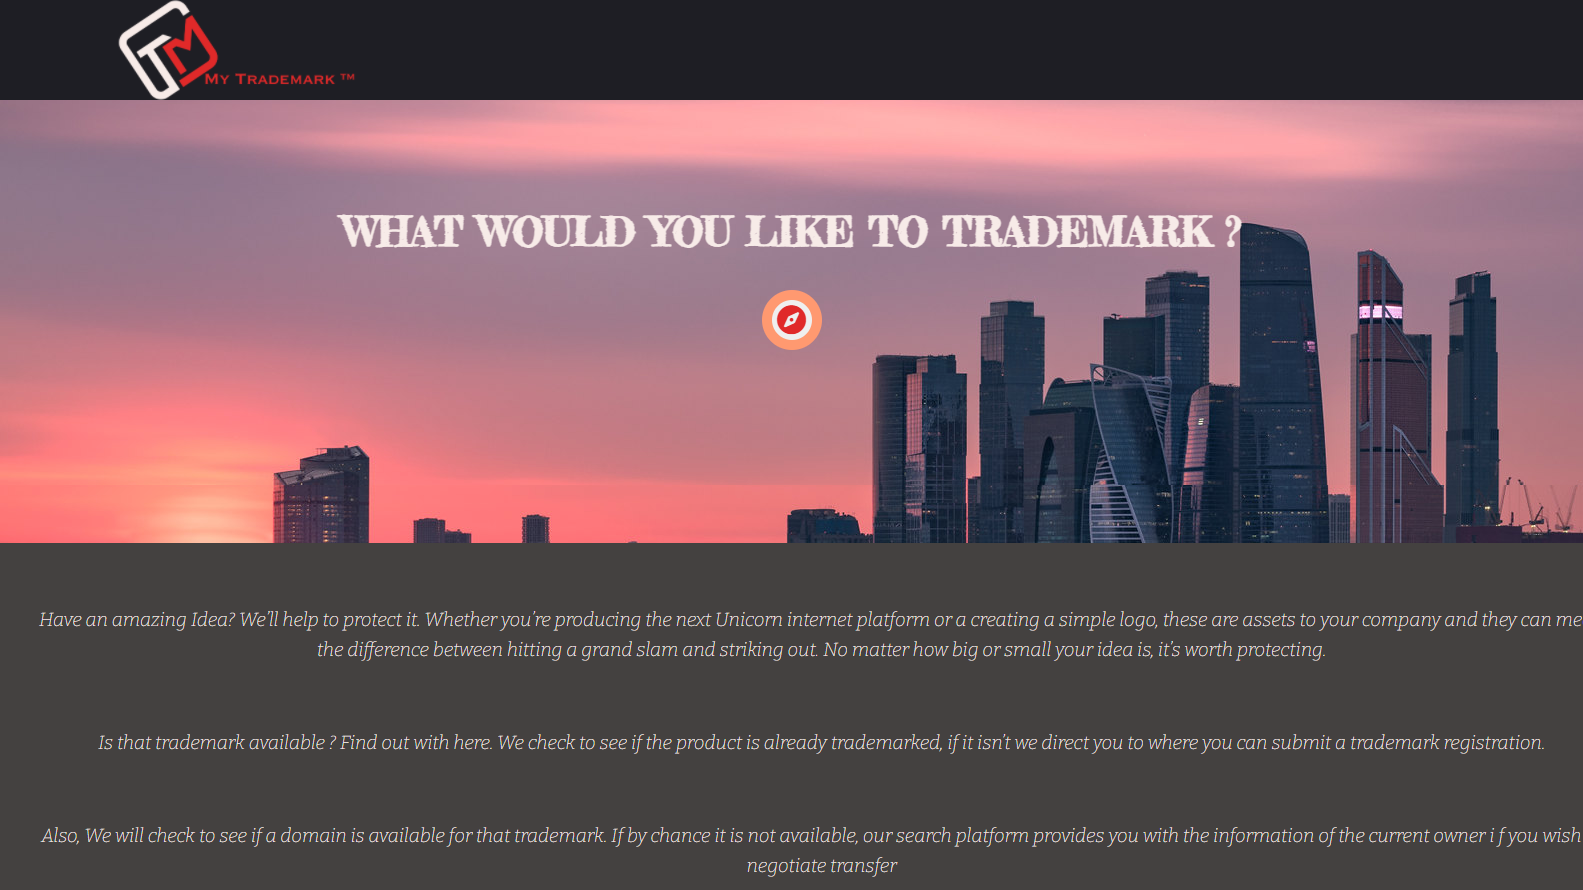 TM
MY TRADEMARK ™
WHAT WOULD YOU LIKE TO TRADEMARK ?
Have an amazing Idea? We'll help to protect it. Whether you're producing the next Unicorn internet platform or a creating a simple logo, these are assets to your company and they can me
the difference between hitting a grand slam and striking out. No matter how big or small your idea is, it's worth protecting.
Is that trademark available ? Find out with here. We check to see if the product is already trademarked, if it isn't we direct you to where you can submit a trademark registration.
Also, We will check to see if a domain is available for that trademark. If by chance it is not available, our search platform provides you with the information of the current owner i f you wish
negotiate transfer